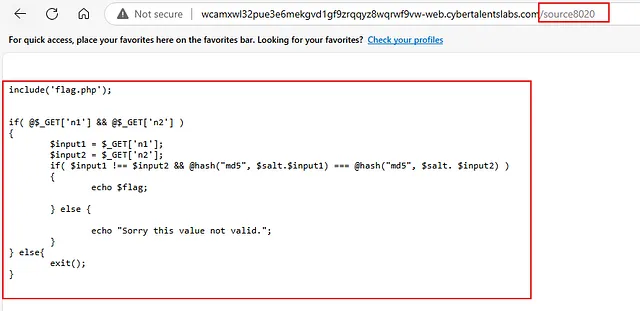 Not secure | wcamxwl32pue3e6mekgvd1gf9zrqqyz8wqrwf9vw-web.cybertalentslabs.com/source8020
For quick access, place your favorites here on the favorites bar. Looking for your favorites? Check your profiles
include('flag.php');
if( @$_GET['n1'] && @$_GET['n2'] )
{
$input1 = $_GET['n1'];
$input2 = $_GET['n2'];
if( $input1 !== $input2 && @hash("md5", $salt.$input1) === @hash("md5", $salt. $input2) )
{
echo $flag;
} else {
echo "Sorry this value not valid.";
}
} else{
exit();
}